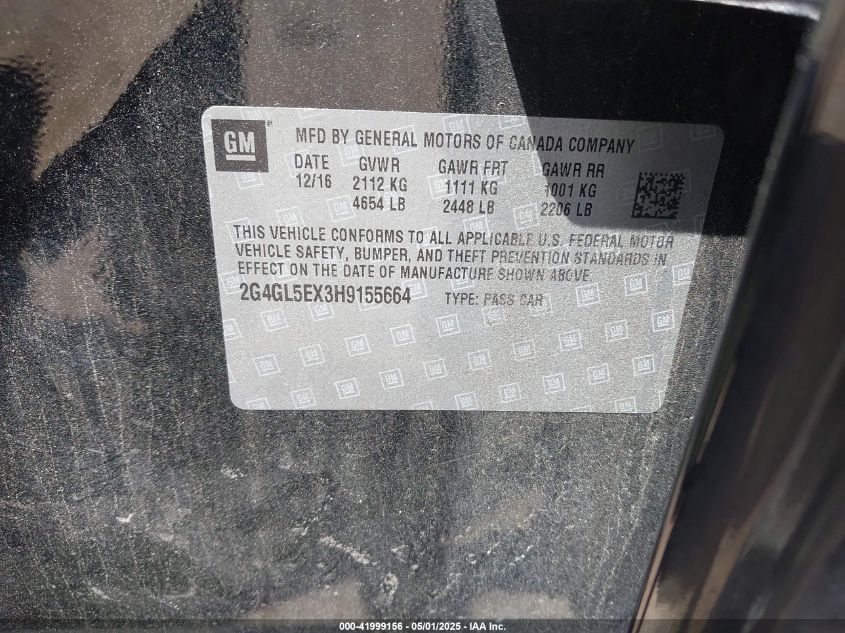 GM ® MFD BY GENERAL MOTORS OF CANADA COMPANY
DATE GVWR GAWR FRT GAWR RR
12/16 2112 KG 1111 KG 1001 KG
4654 LB 2448 LB 2206 LB
THIS VEHICLE CONFORMS TO ALL APPLICABLE U.S. FEDERAL MOTOR
VEHICLE SAFETY, BUMPER, AND THEFT PREVENTION STANDARDS IN
EFFECT ON THE DATE OF MANUFACTURE SHOWN ABOVE.
2G4GL5EX3H9155664 TYPE: PASS CAR
000-41999156 - 05/01/2025 - IAA Inc.